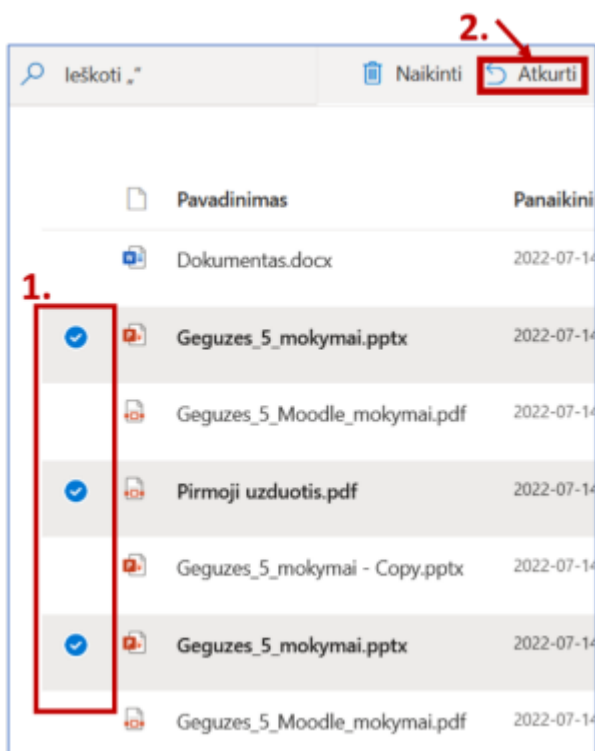 2.
Ieškoti „“ Naikinti Atkurti
Pavadinimas Panaikini
Dokumentas.docx 2022-07-14
1.
Geguzes_5_mokymai.pptx 2022-07-14
Geguzes_5_Moodle_mokymai.pdf 2022-07-14
Pirmoji uzduotis.pdf 2022-07-14
Geguzes_5_mokymai - Copy.pptx 2022-07-14
Geguzes_5_mokymai.pptx 2022-07-14
Geguzes_5_Moodle_mokymai.pdf 2022-07-14